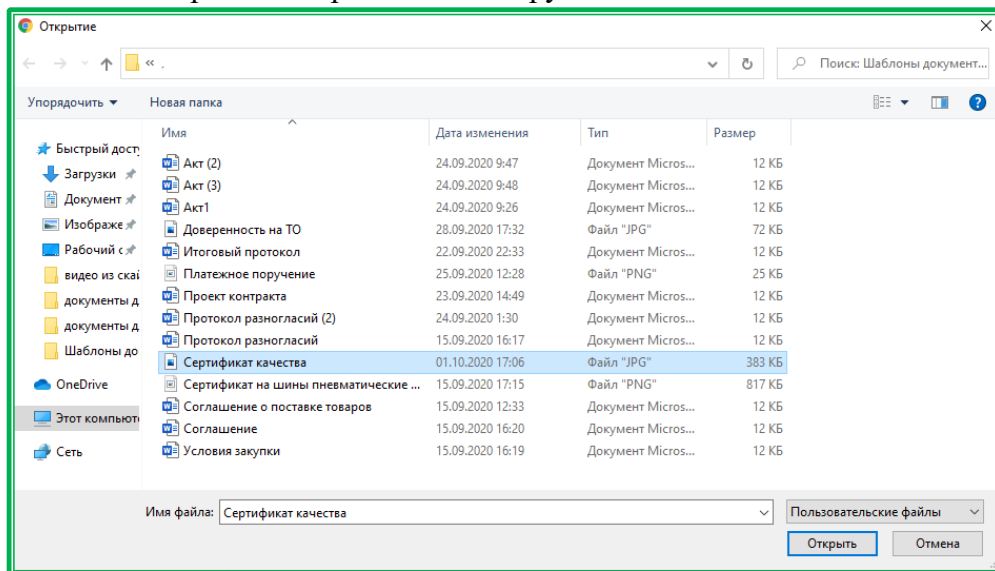 Открытие
« .
Поиск: Шаблоны документ...
Упорядочить Новая папка
Имя Дата изменения Тип Размер
Быстрый дост
Загрузки
Документ
Изображе
Рабочий с
видео из скай
документы д
документы д
Шаблоны до
OneDrive
Этот компьюто
Сеть
Акт (2) 24.09.2020 9:47 Документ Micros... 12 КБ
Акт (3) 24.09.2020 9:48 Документ Micros... 12 КБ
Акт1 24.09.2020 9:26 Документ Micros... 12 КБ
Доверенность на ТО 28.09.2020 17:32 Файл "JPG" 72 КБ
Итоговый протокол 22.09.2020 22:33 Документ Micros... 12 КБ
Платежное поручение 25.09.2020 12:28 Файл "PNG" 25 КБ
Проект контракта 23.09.2020 14:49 Документ Micros... 12 КБ
Протокол разногласий (2) 24.09.2020 1:30 Документ Micros... 12 КБ
Протокол разногласий 15.09.2020 16:17 Документ Micros... 12 КБ
Сертификат качества 01.10.2020 17:06 Файл "JPG" 383 КБ
Сертификат на шины пневматические ... 15.09.2020 17:15 Файл "PNG" 817 КБ
Соглашение о поставке товаров 15.09.2020 12:33 Документ Micros... 12 КБ
Соглашение 15.09.2020 16:20 Документ Micros... 12 КБ
Условия закупки 15.09.2020 16:19 Документ Micros... 12 КБ
Имя файла: Сертификат качества Пользовательские файлы
Открыть Отмена